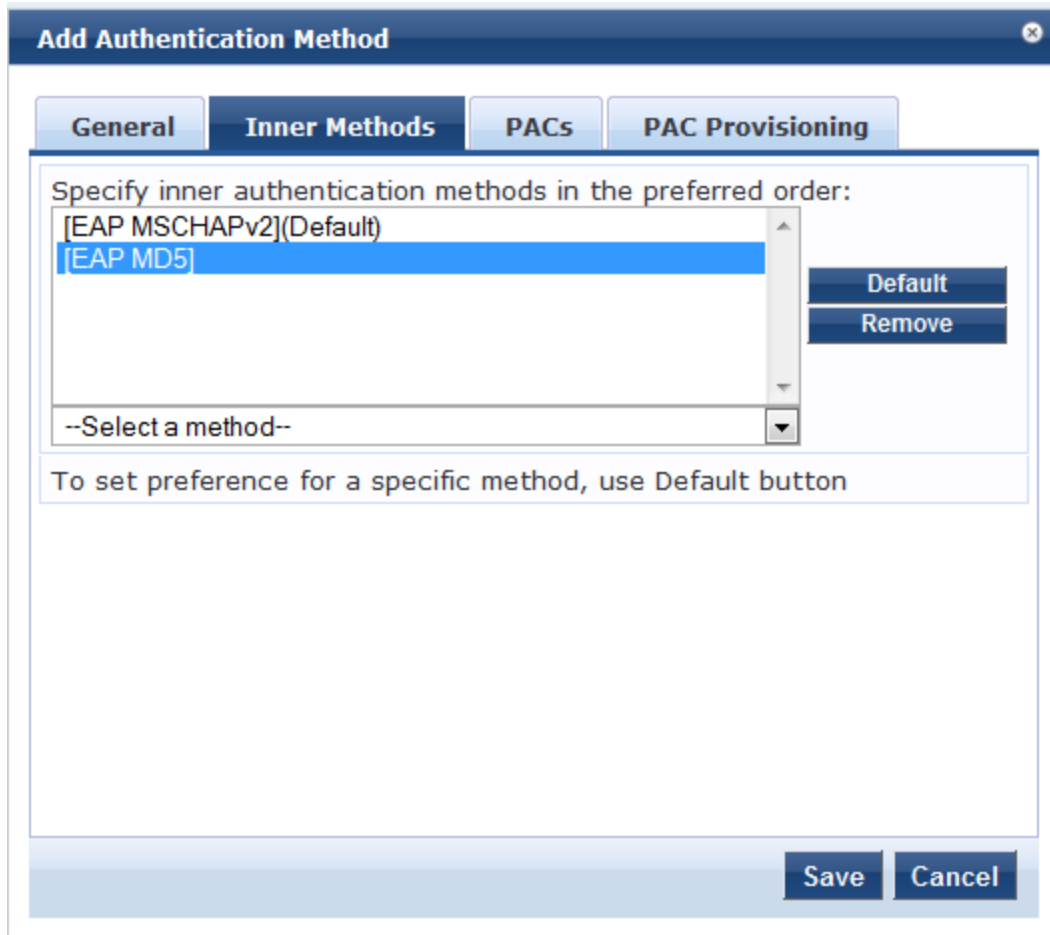 Add Authentication Method
General
Inner Methods
PACs
PAC Provisioning
Specify inner authentication methods in the preferred order:
[EAP MSCHAPv2](Default)
[EAP MD5]
Default
Remove
--Select a method--
To set preference for a specific method, use Default button
Save
Cancel